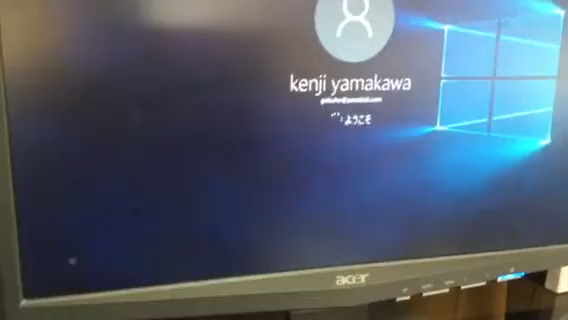 kenji yamakawa
ようこそ
acer